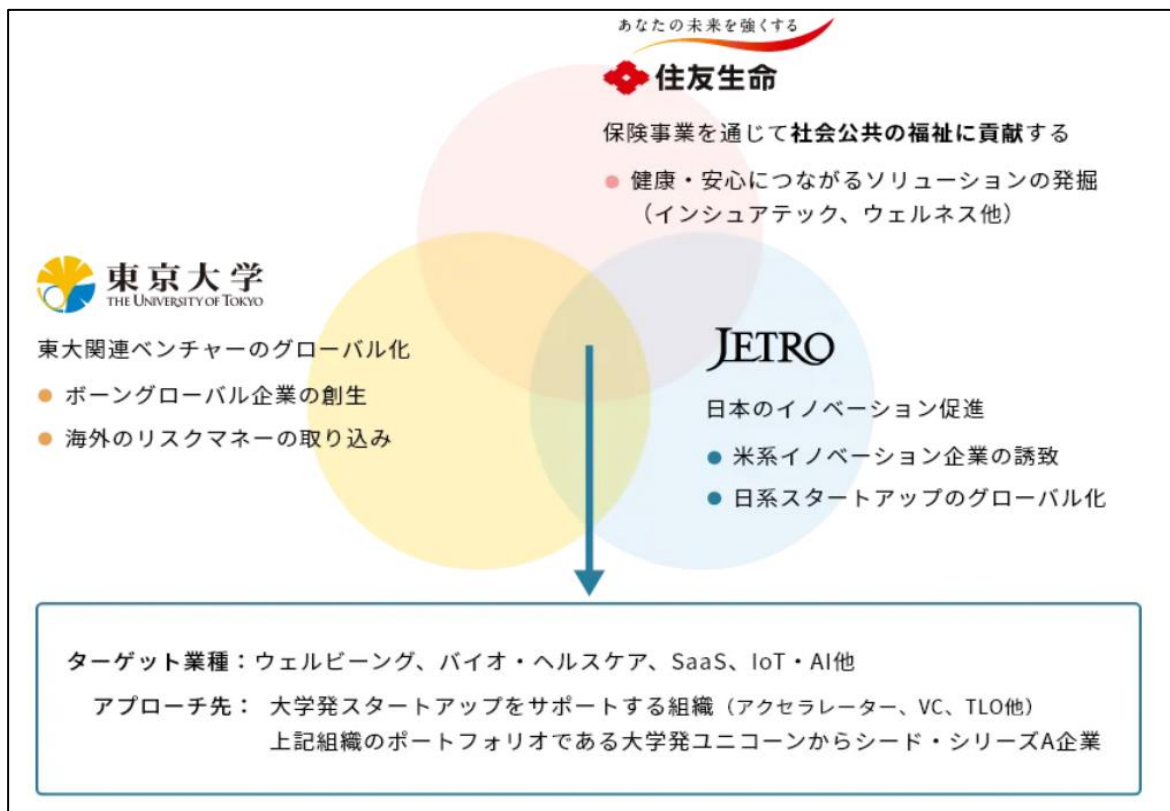 あなたの未来を強くする
住友生命
保険事業を通じて社会公共の福祉に貢献する
● 健康・安心につながるソリューションの発掘
（インシュアテック、ウェルネス他）
東京大学
THE UNIVERSITY OF TOKYO
東大関連ベンチャーのグローバル化
● ボーングローバル企業の創生
● 海外のリスクマネーの取り込み
JETRO
日本のイノベーション促進
● 米系イノベーション企業の誘致
● 日系スタートアップのグローバル化
ターゲット業種：ウェルビーング、バイオ・ヘルスケア、SaaS、IoT・AI他
アプローチ先： 大学発スタートアップをサポートする組織（アクセラレーター、VC、TLO他）
上記組織のポートフォリオである大学発ユニコーンからシード・シリーズA企業